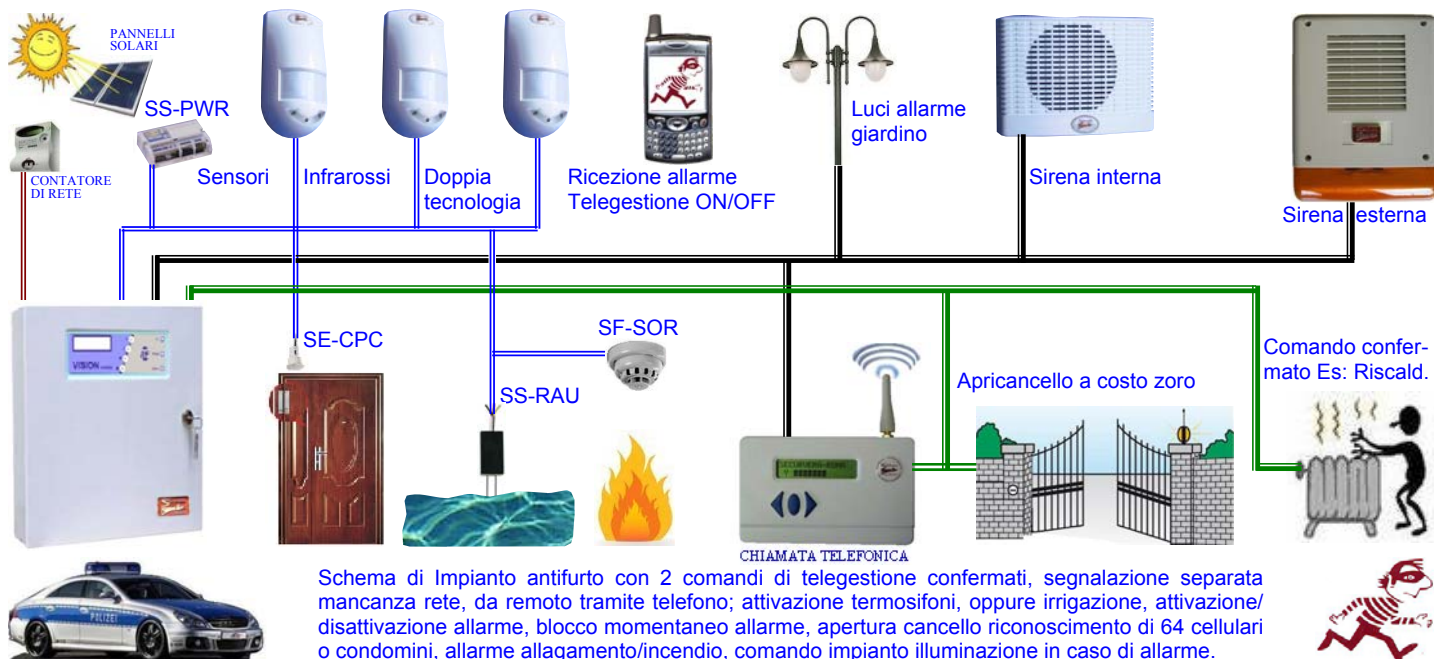 PANNELLI
SOLARI
SS-PWR
CONTATORE
DI RETE
Sensori
Infrarossi
Doppia
tecnologia
Ricezione allarme
Telegestione ON/OFF
Luci allarme
giardino
Sirena interna
Sirena esterna
VISION
SE-CPC
SS-RAU
SF-SOR
CHIAMATA TELEFONICA
Apricancello a costo zoro
Comando confer-
mato Es: Riscald.
POLIZEI
Schema di Impianto antifurto con 2 comandi di telegestione confermati, segnalazione separata
mancanza rete, da remoto tramite telefono; attivazione termosifoni, oppure irrigazione, attivazione/
disattivazione allarme, blocco momentaneo allarme, apertura cancello riconoscimento di 64 cellulari
o condomini, allarme allagamento/incendio, comando impianto illuminazione in caso di allarme.